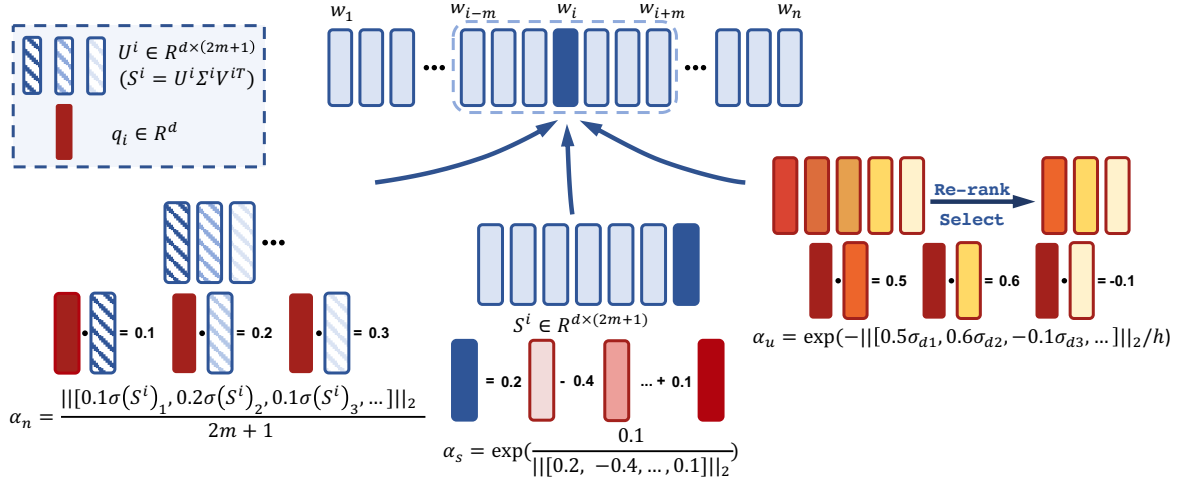 w_1 w_{i−m} w_i w_{i+m} w_n
U^i ∈ R^{d×(2m+1)}
(S^i = U^i Σ^i V^{iT})
q_i ∈ R^d
... ...
Re-rank
Select
...
S^i ∈ R^{d×(2m+1)}
· = 0.1 · = 0.2 · = 0.3
α_n = ||[0.1σ(S^i)_1, 0.2σ(S^i)_2, 0.1σ(S^i)_3, …]||_2 / 2m + 1
= 0.2 - 0.4 ... + 0.1
α_s = exp(0.1 / ||[0.2, −0.4, …, 0.1]||_2)
· = 0.5 · = 0.6 · = -0.1
α_u = exp(−||[0.5σ_{d1}, 0.6σ_{d2}, −0.1σ_{d3}, …]||_2/h)